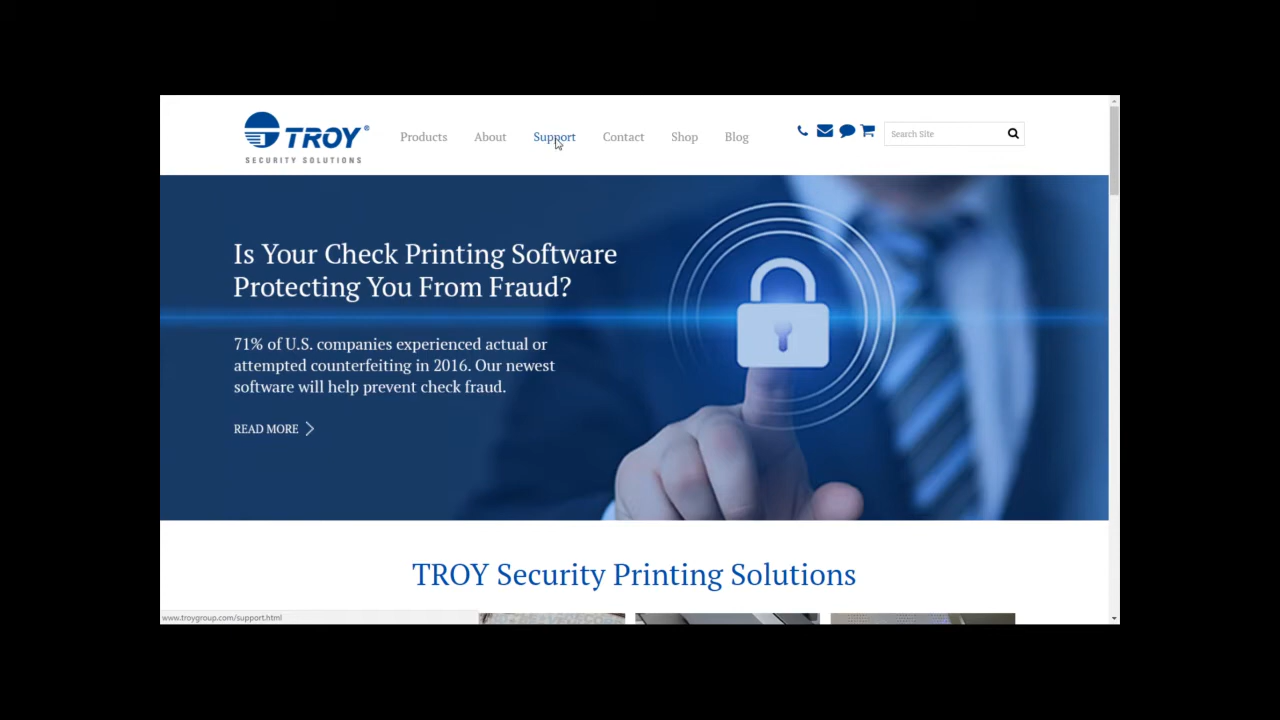 TROY®
SECURITY SOLUTIONS
Products About Support Contact Shop Blog
Search Site
Is Your Check Printing Software
Protecting You From Fraud?
71% of U.S. companies experienced actual or
attempted counterfeiting in 2016. Our newest
software will help prevent check fraud.
READ MORE
TROY Security Printing Solutions
www.troygroup.com/support.html